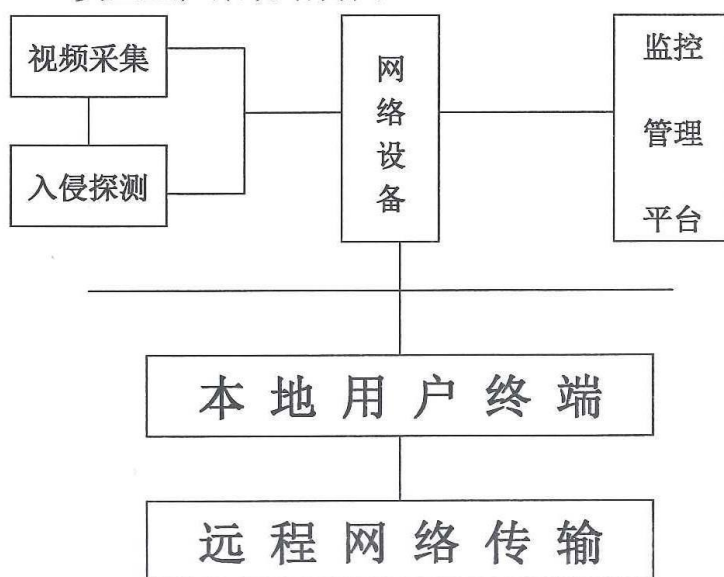 视频采集
入侵探测
网
络
设
备
监控
管理
平台
本地用户终端
远程网络传输